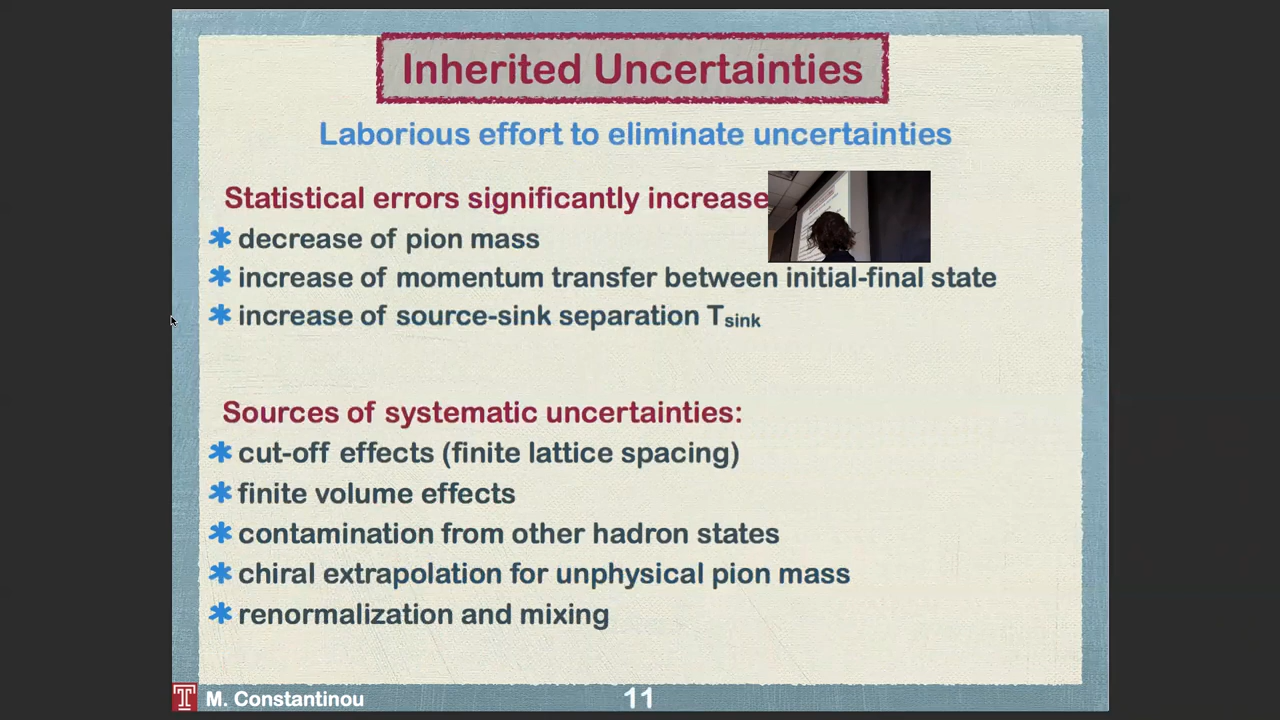 Inherited Uncertainties
Laborious effort to eliminate uncertainties
Statistical errors significantly increase
* decrease of pion mass
* increase of momentum transfer between initial-final state
* increase of source-sink separation Tsink
Sources of systematic uncertainties:
* cut-off effects (finite lattice spacing)
* finite volume effects
* contamination from other hadron states
* chiral extrapolation for unphysical pion mass
* renormalization and mixing
T M. Constantinou 11